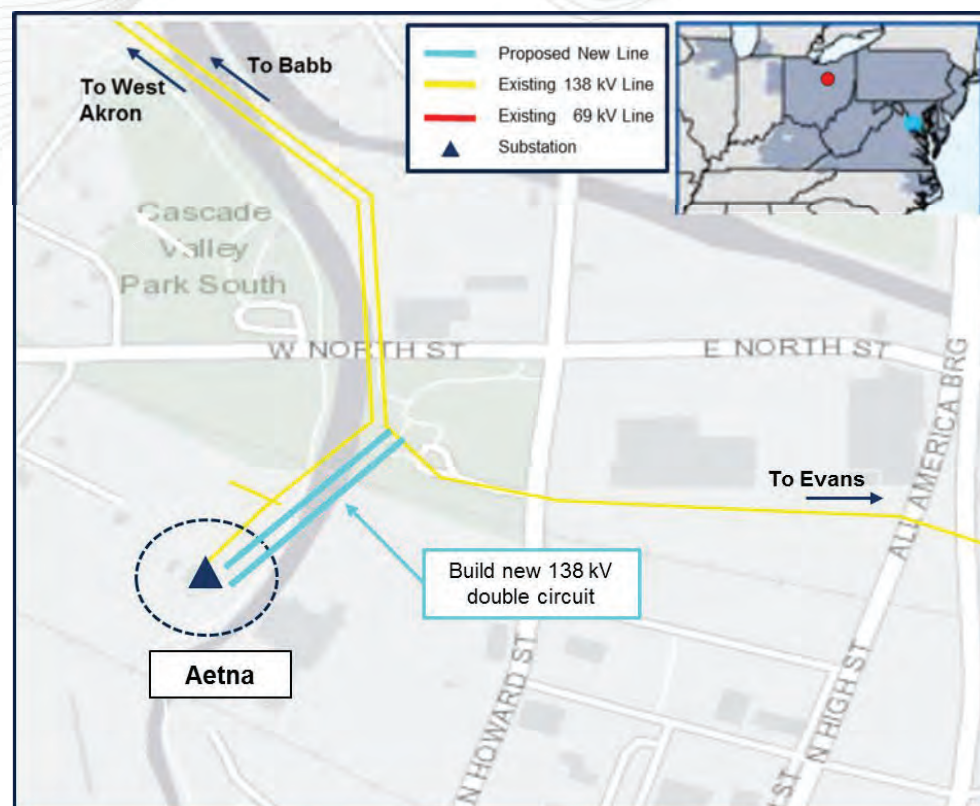 To Babb
To West
Akron
Proposed New Line
Existing 138 kV Line
Existing 69 kV Line
Substation
Cascade
Valley
Park South
W NORTH ST
E NORTH ST
ALL AMERICA BRG
To Evans
Build new 138 kV
double circuit
Aetna
N HOWARD ST
N HIGH ST
ST